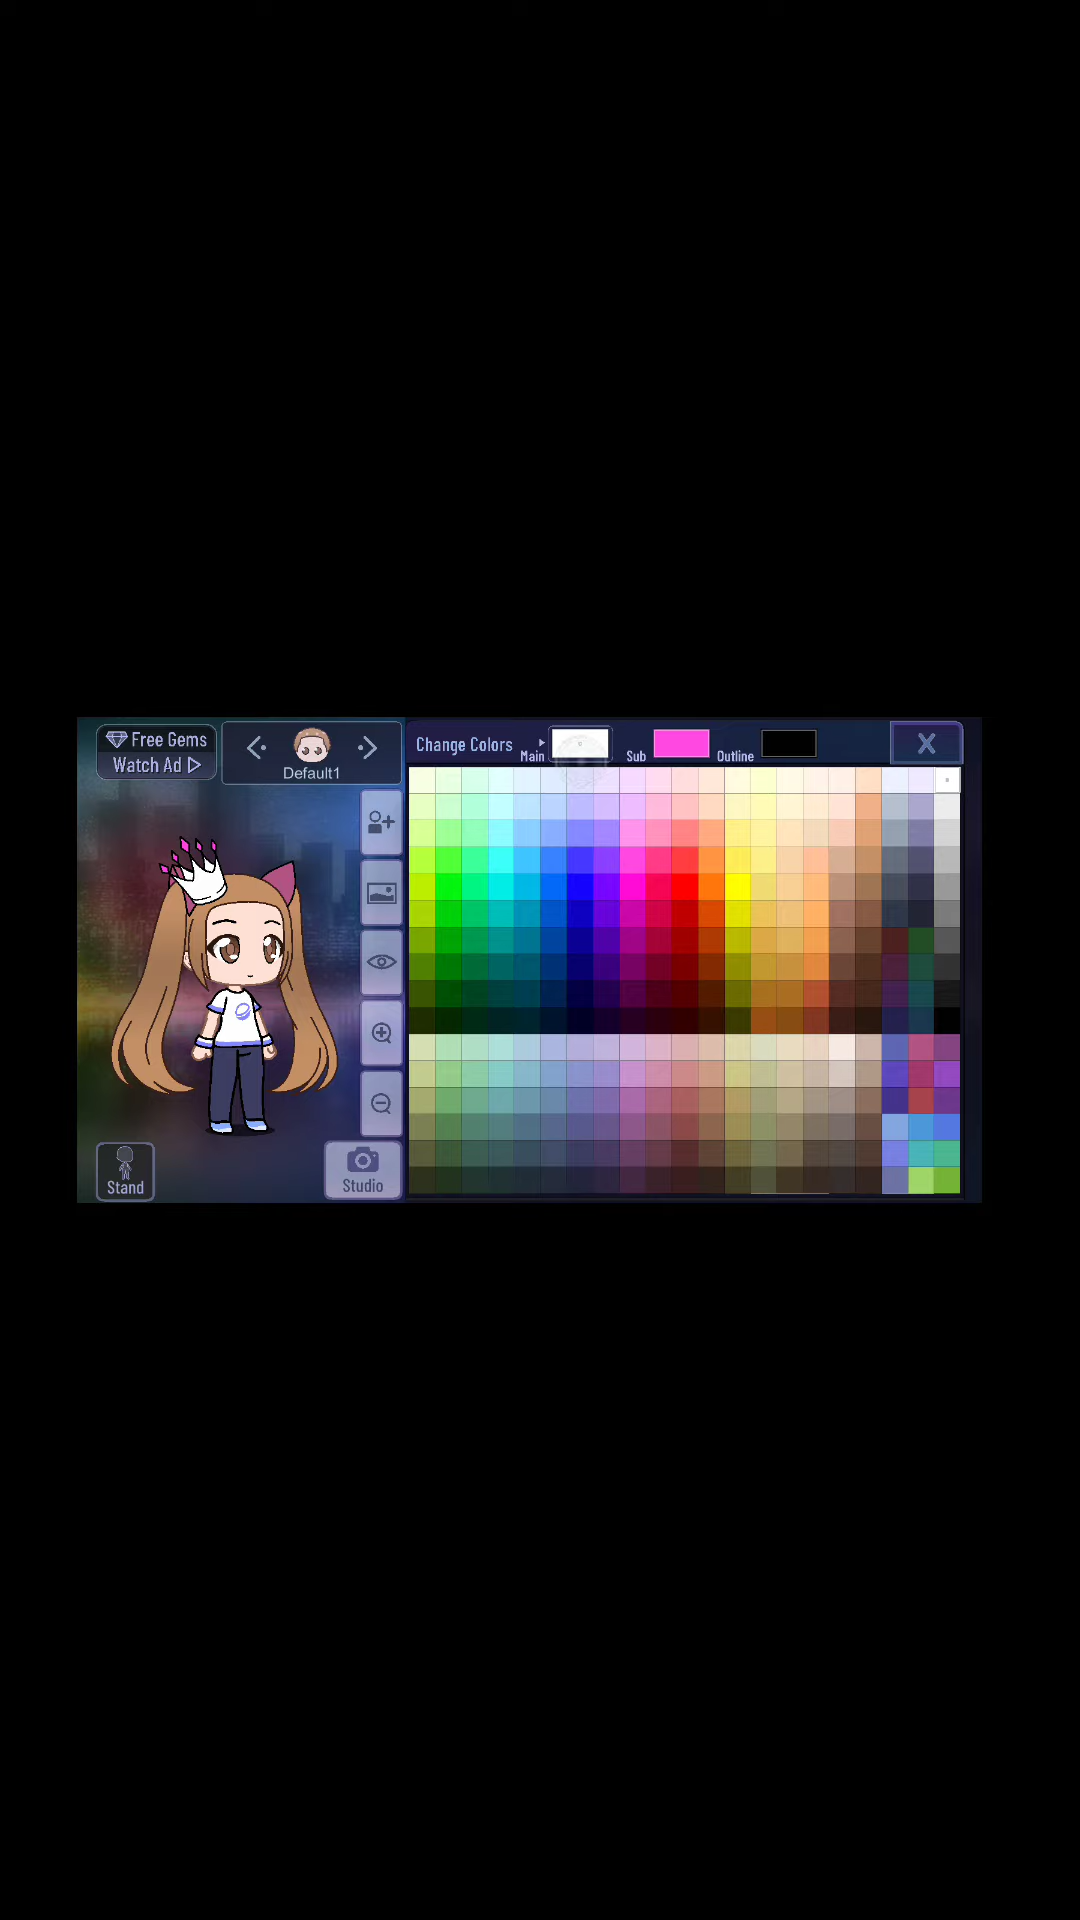 Free Gems
Watch Ad
Default1
Change Colors
Main
Sub
Outline
X
Stand
Studio